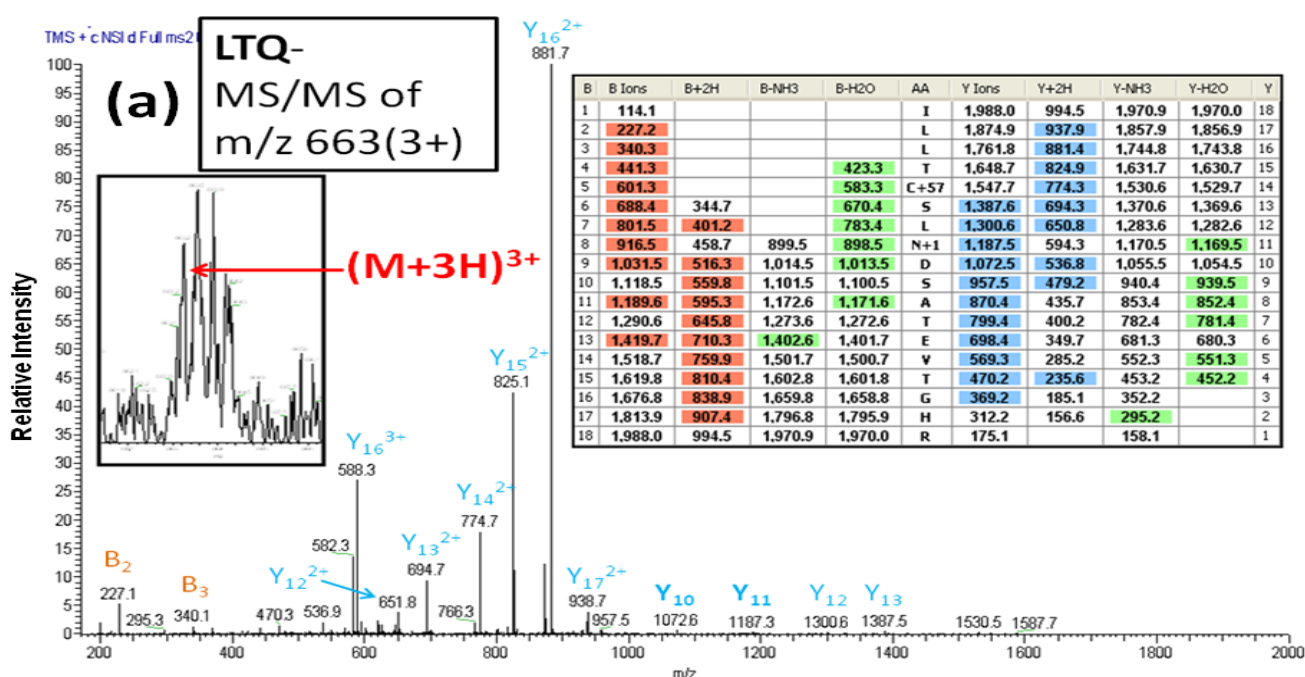 TMS + c NSI d Full ms2
(a)
LTQ-
MS/MS of
m/z 663(3+)
(M+3H)3+
Relative Intensity
100
95
90
85
80
75
70
65
60
55
50
45
40
35
30
25
20
15
10
5
0
Y16 2+
881.7
Y15 2+
825.1
Y16 3+
588.3
Y14 2+
774.7
582.3
Y13 2+
694.7
B2
227.1
B3
340.1
Y12 2+
651.8
Y17 2+
938.7
Y10
1072.6
Y11
1187.3
Y12
1300.6
Y13
1387.5
295.3
470.3
536.9
766.3
957.5
1530.5
1587.7
200 400 600 800 1000 1200 1400 1600 1800 2000
m/z
B B Ions B+2H B-NH3 B-H2O AA Y Ions Y+2H Y-NH3 Y-H2O Y
1 114.1 I 1,988.0 994.5 1,970.9 1,970.0 18
2 227.2 L 1,874.9 937.9 1,857.9 1,856.9 17
3 340.3 L 1,761.8 881.4 1,744.8 1,743.8 16
4 441.3 423.3 T 1,648.7 824.9 1,631.7 1,630.7 15
5 601.3 583.3 C+57 1,547.7 774.3 1,530.6 1,529.7 14
6 688.4 344.7 670.4 S 1,387.6 694.3 1,370.6 1,369.6 13
7 801.5 401.2 783.4 L 1,300.6 650.8 1,283.6 1,282.6 12
8 916.5 458.7 899.5 898.5 N+1 1,187.5 594.3 1,170.5 1,169.5 11
9 1,031.5 516.3 1,014.5 1,013.5 D 1,072.5 536.8 1,055.5 1,054.5 10
10 1,118.5 559.8 1,101.5 1,100.5 S 957.5 479.2 940.4 939.5 9
11 1,189.6 595.3 1,172.6 1,171.6 A 870.4 435.7 853.4 852.4 8
12 1,290.6 645.8 1,273.6 1,272.6 T 799.4 400.2 782.4 781.4 7
13 1,419.7 710.3 1,402.6 1,401.7 E 698.4 349.7 681.3 680.3 6
14 1,518.7 759.9 1,501.7 1,500.7 V 569.3 285.2 552.3 551.3 5
15 1,619.8 810.4 1,602.8 1,601.8 T 470.2 235.6 453.2 452.2 4
16 1,676.8 838.9 1,659.8 1,658.8 G 369.2 185.1 352.2 3
17 1,813.9 907.4 1,796.8 1,795.9 H 312.2 156.6 295.2 2
18 1,988.0 994.5 1,970.9 1,970.0 R 175.1 158.1 1